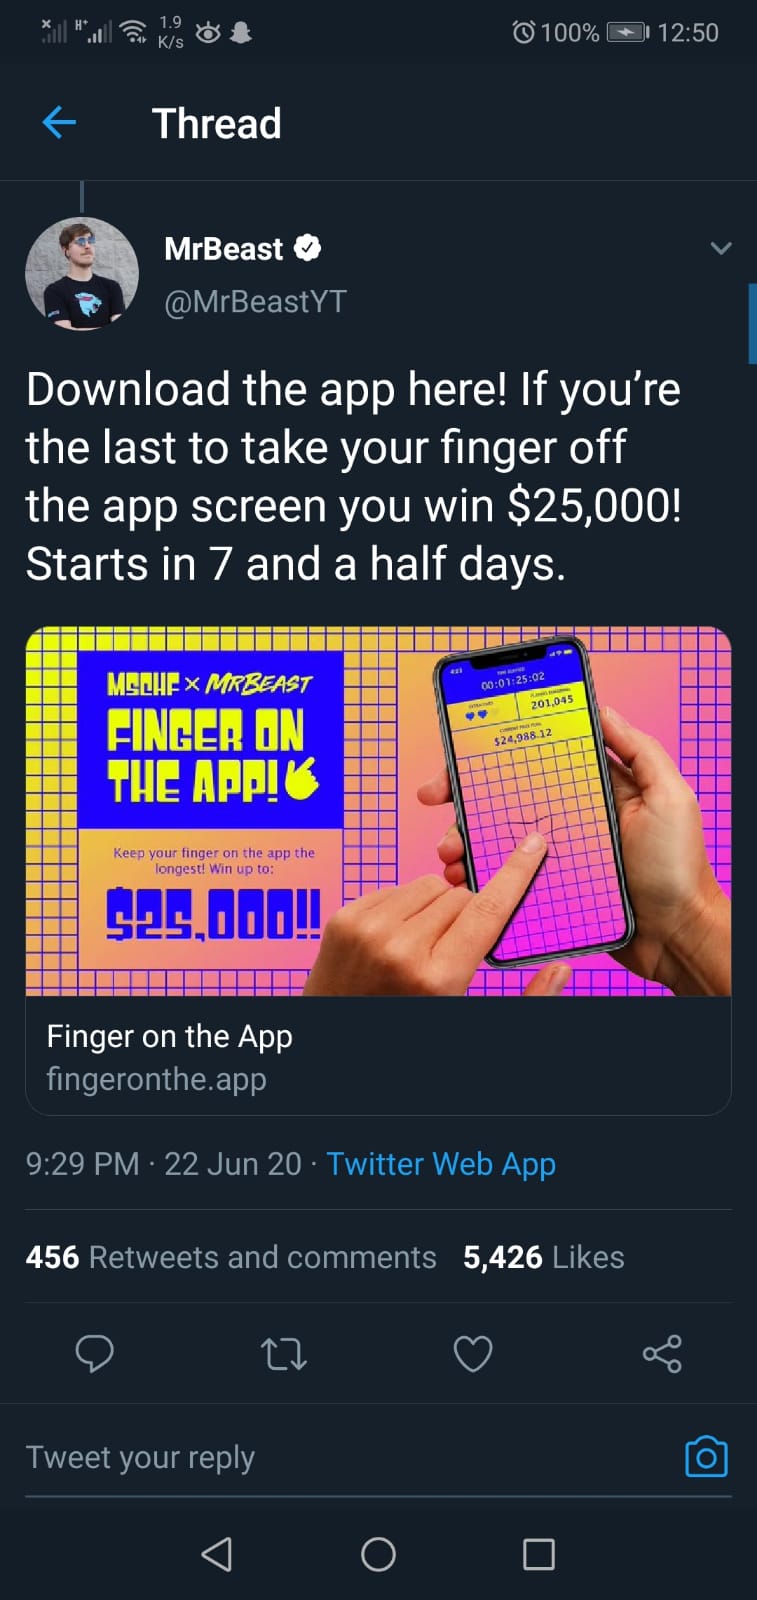 1.9
K/s
100%
12:50
Thread
MrBeast
@MrBeastYT
Download the app here! If you’re
the last to take your finger off
the app screen you win $25,000!
Starts in 7 and a half days.
MSCHF X MRBEAST
FINGER ON
THE APP!
Keep your finger on the app the
longest! Win up to:
$25,000!!
4:23
00:01:25:02
201,045
$24,988.12
Finger on the App
fingeronthe.app
9:29 PM · 22 Jun 20 · Twitter Web App
456 Retweets and comments 5,426 Likes
Tweet your reply